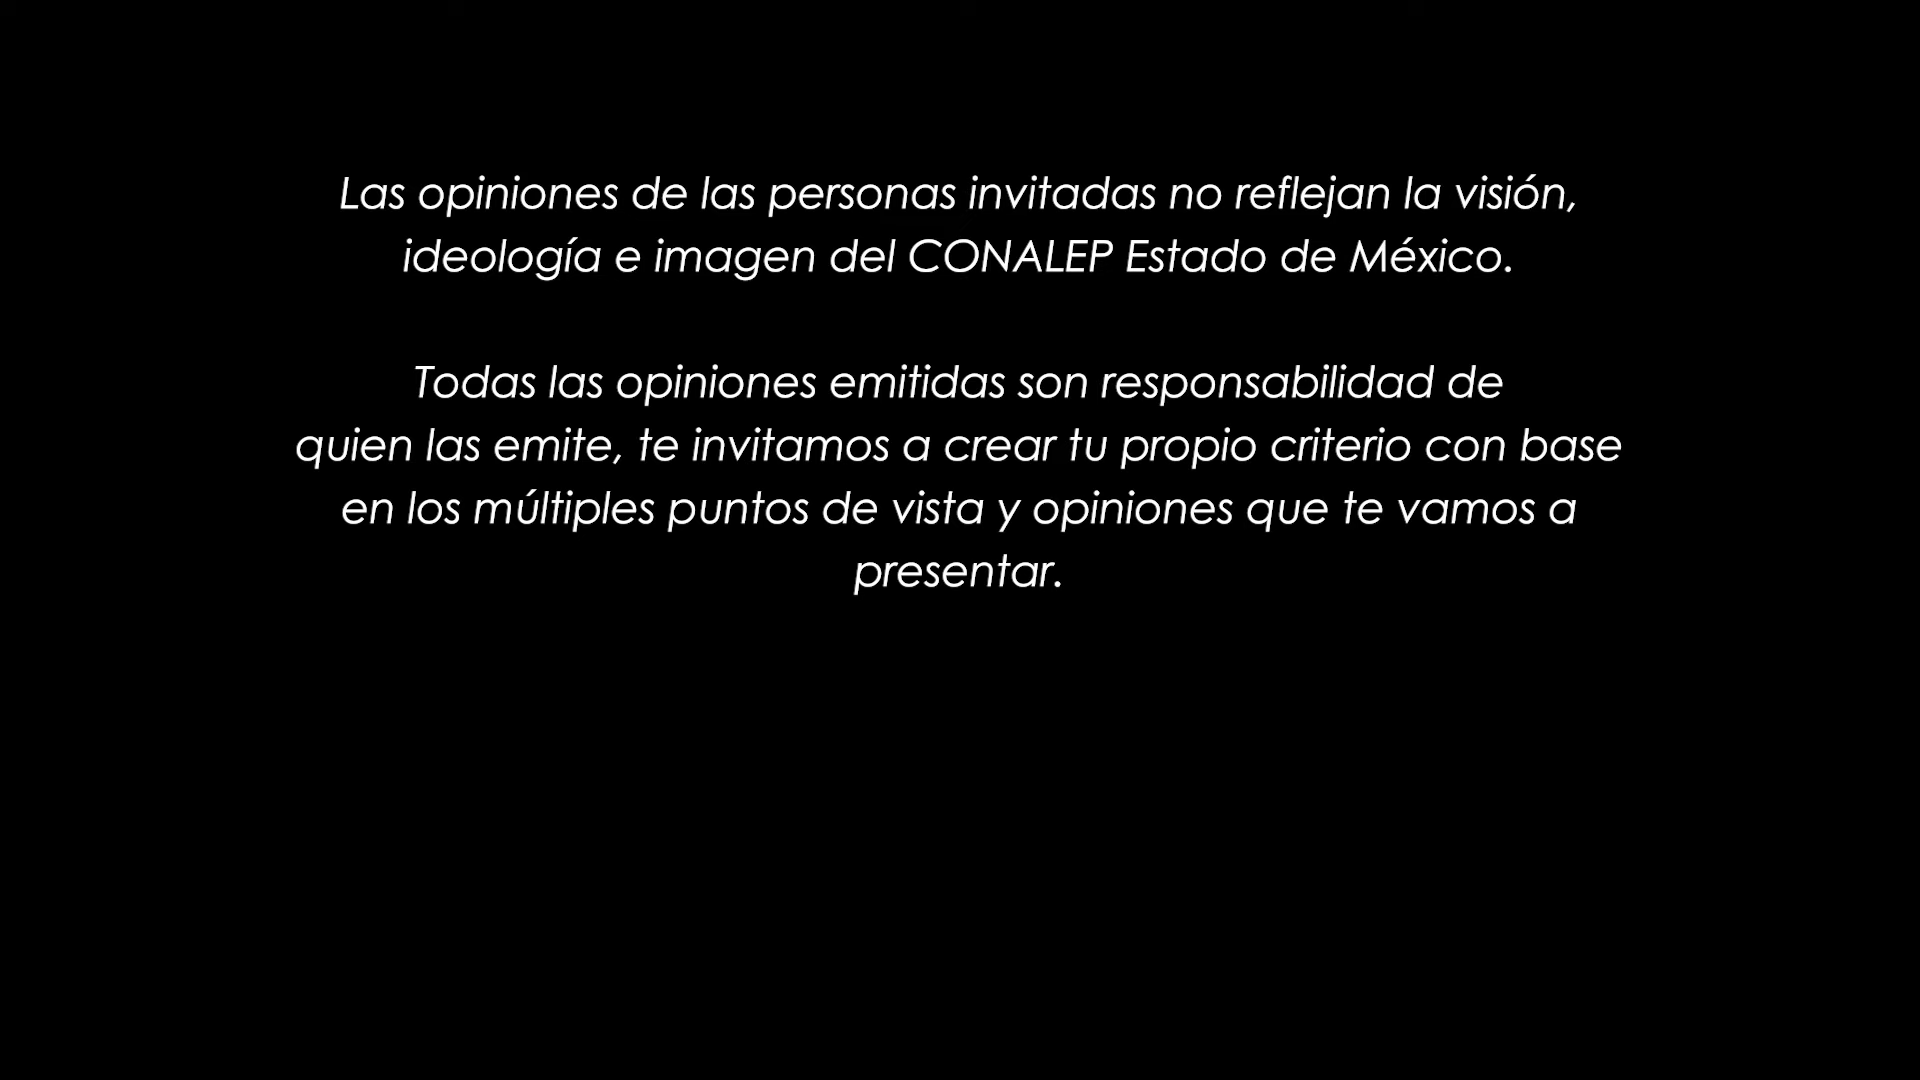 Las opiniones de las personas invitadas no reflejan la visión,
ideología e imagen del CONALEP Estado de México.
Todas las opiniones emitidas son responsabilidad de
quien las emite, te invitamos a crear tu propio criterio con base
en los múltiples puntos de vista y opiniones que te vamos a
presentar.